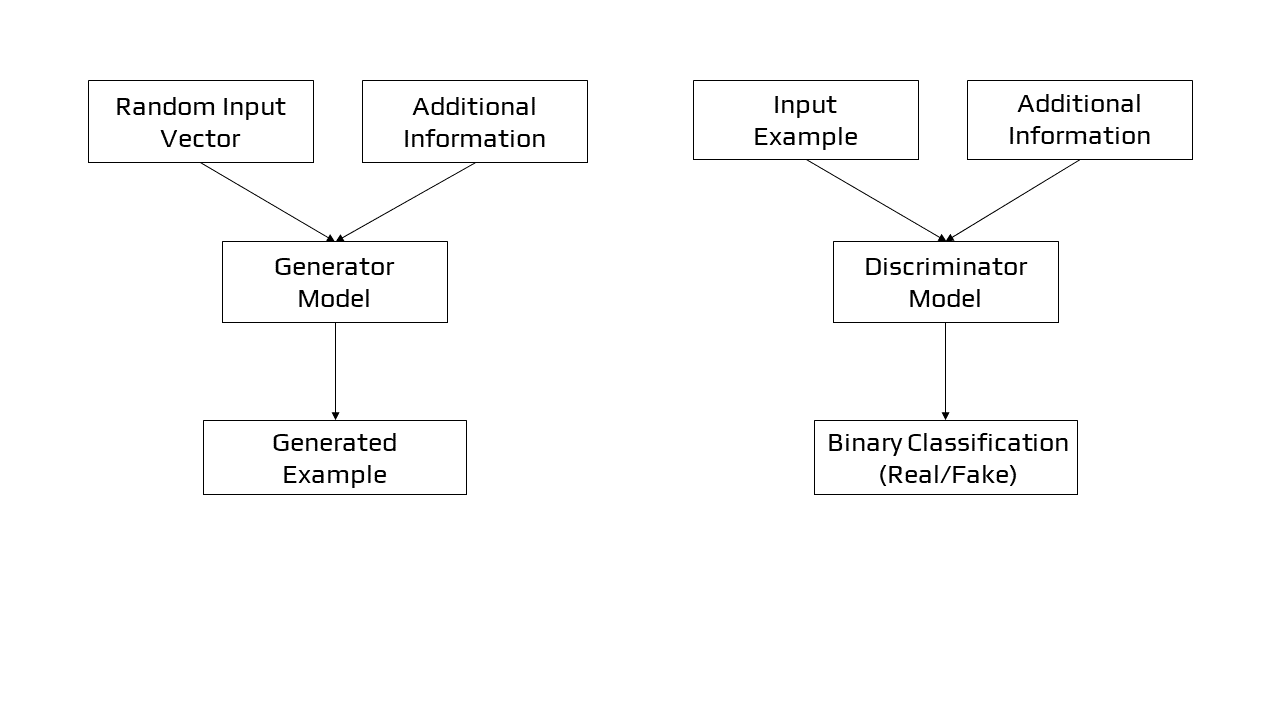 Random Input
Vector
Additional
Information
Input
Example
Additional
Information
Generator
Model
Discriminator
Model
Generated
Example
Binary Classification
(Real/Fake)